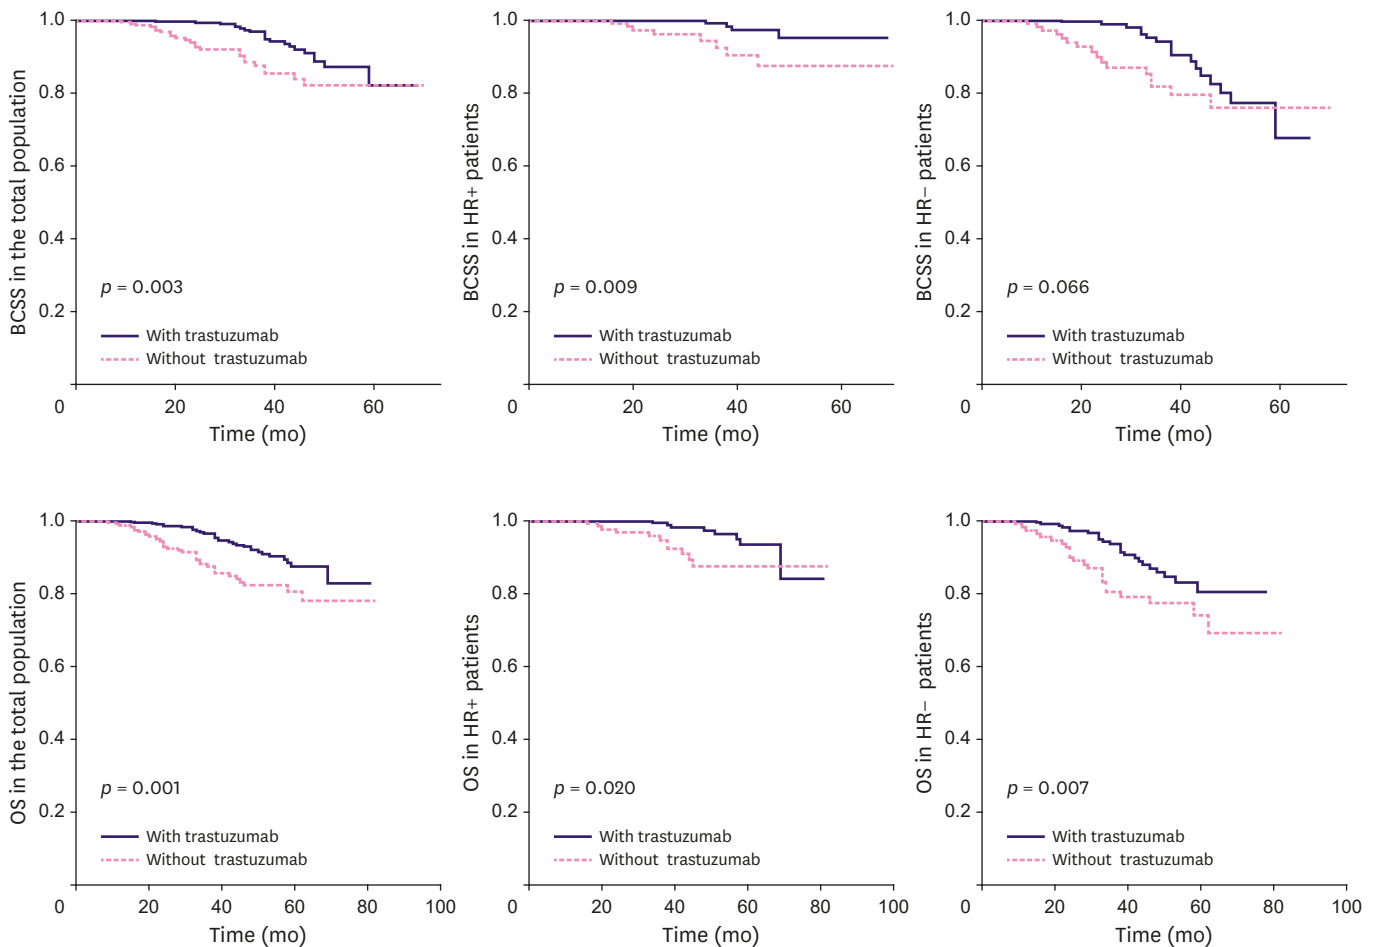 BCSS in the total population
1.0
0.8
0.6
0.4
0.2
0
20
40
60
p = 0.003
With trastuzumab
Without trastuzumab
Time (mo)
BCSS in HR+ patients
1.0
0.8
0.6
0.4
0.2
0
20
40
60
p = 0.009
With trastuzumab
Without trastuzumab
Time (mo)
BCSS in HR− patients
1.0
0.8
0.6
0.4
0.2
0
20
40
60
p = 0.066
With trastuzumab
Without trastuzumab
Time (mo)
OS in the total population
1.0
0.8
0.6
0.4
0.2
0
20
40
60
80
100
p = 0.001
With trastuzumab
Without trastuzumab
Time (mo)
OS in HR+ patients
1.0
0.8
0.6
0.4
0.2
0
20
40
60
80
100
p = 0.020
With trastuzumab
Without trastuzumab
Time (mo)
OS in HR− patients
1.0
0.8
0.6
0.4
0.2
0
20
40
60
80
100
p = 0.007
With trastuzumab
Without trastuzumab
Time (mo)